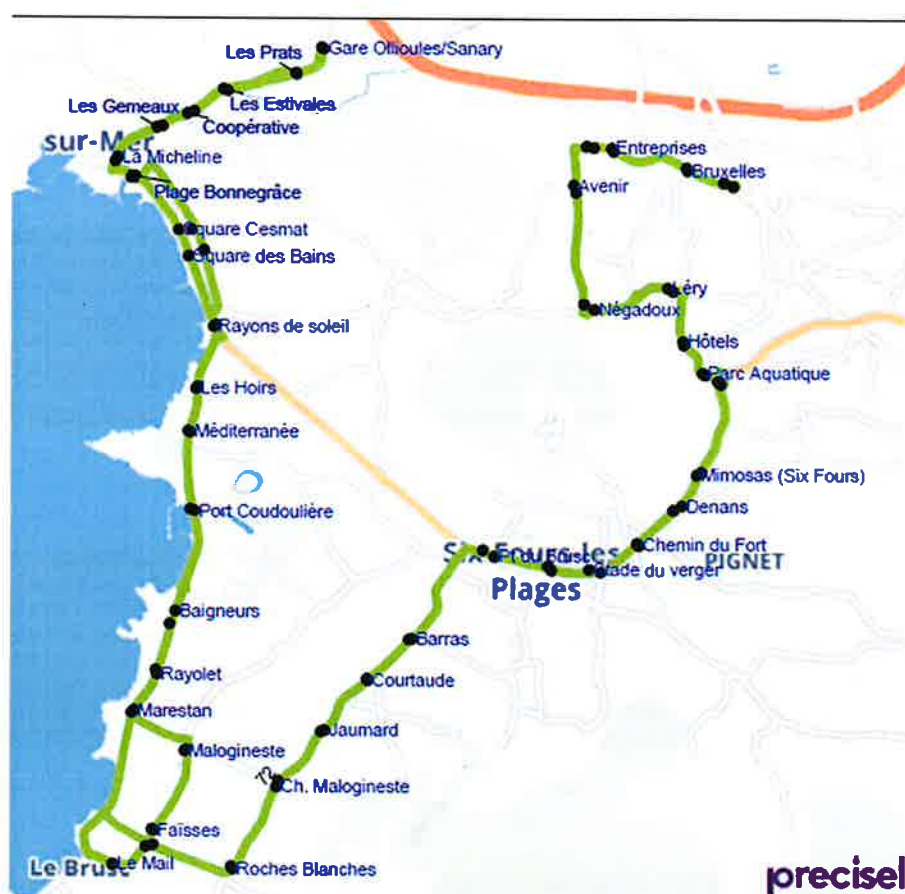 Gare Ollioules/Sanary
Les Prats
Les Estivales
Les Gemeaux
Coopérative
sur-Mer
La Micheline
Plage Bonnegrâce
Entreprises
Bruxelles
Avenir
Square Cesmat
Square des Bains
Léry
Négadoux
Rayons de soleil
Hôtels
Parc Aquatique
Les Hoirs
Méditerranée
Mimosas (Six Fours)
Port Coudoulière
Denans
Chemin du Fort
Six-Fours-les
PIGNET
Stade du verger
Plages
Baigneurs
Barras
Rayolet
Courtaude
Marestan
Jaumard
Malogineste
72
Ch. Malogineste
Faïsses
Le Brusc
Le Mail
Roches Blanches
precisel